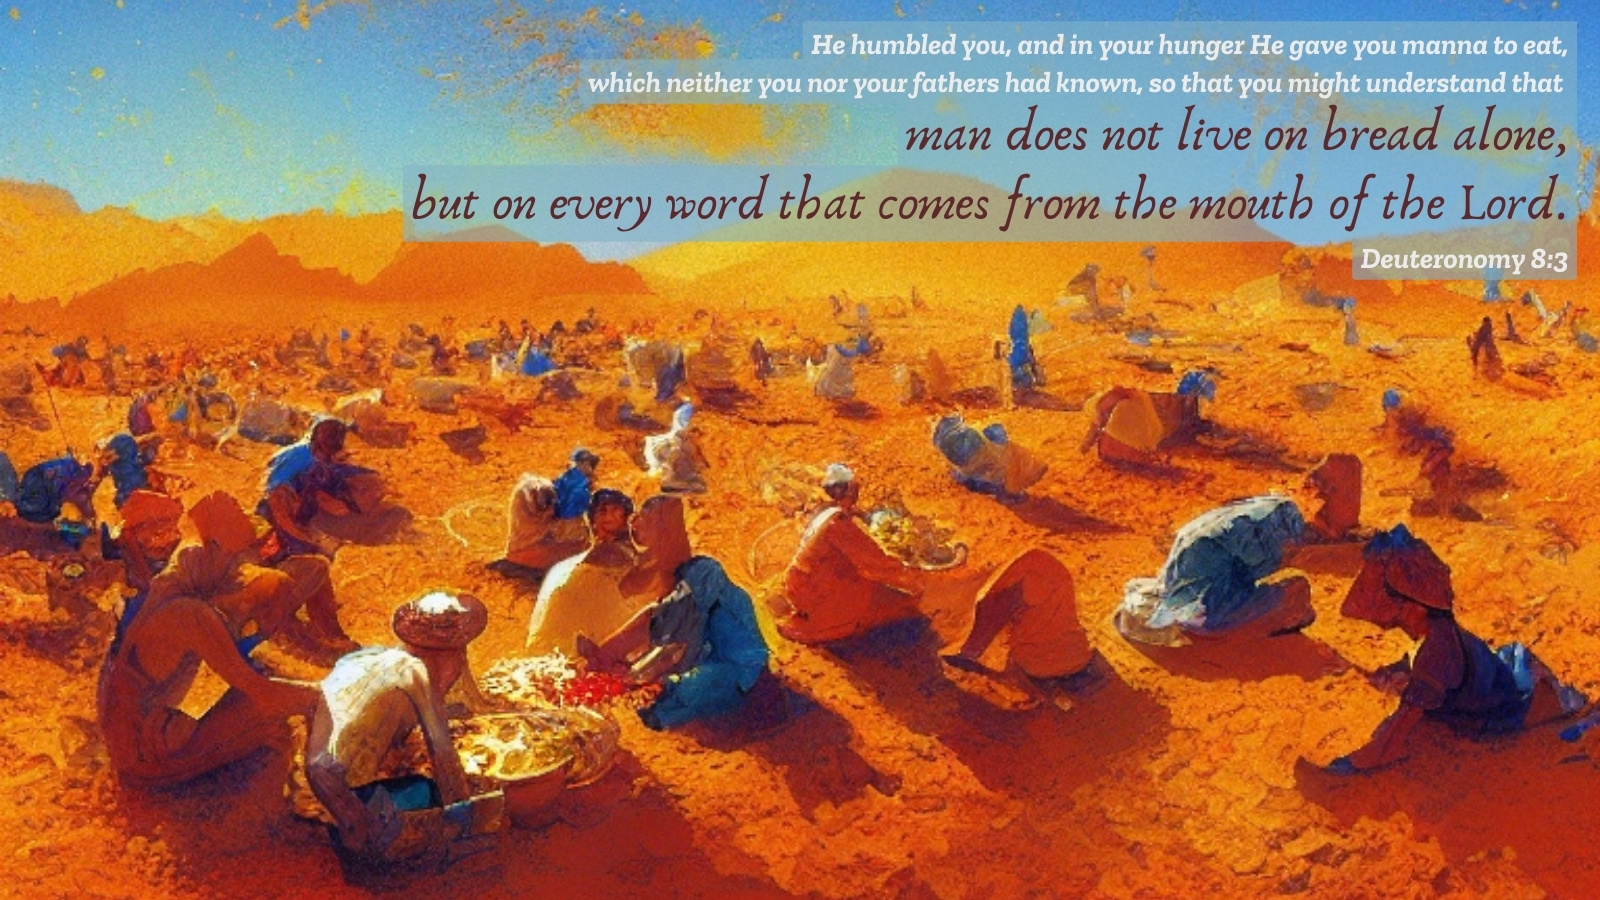 He humbled you, and in your hunger He gave you manna to eat,
which neither you nor your fathers had known, so that you might understand that
man does not live on bread alone,
but on every word that comes from the mouth of the Lord.
Deuteronomy 8:3